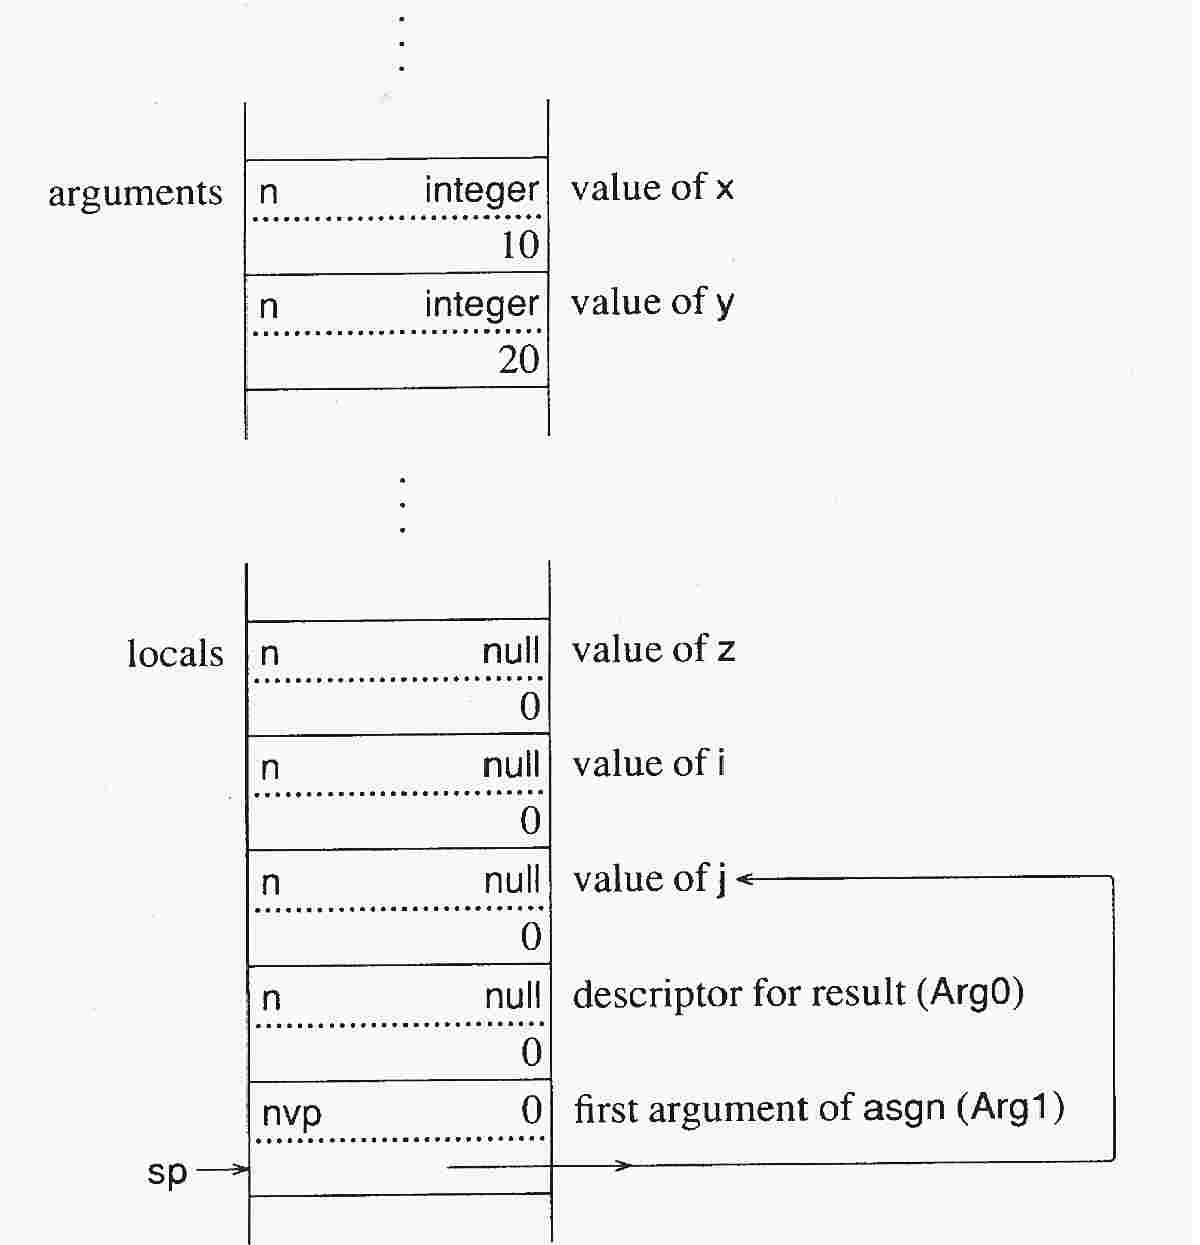 arguments n integer value of x
10
n integer value of y
20
locals n null value of z
0
n null value of i
0
n null value of j
0
n null descriptor for result (Arg0)
0
nvp 0 first argument of asgn (Arg1)
sp